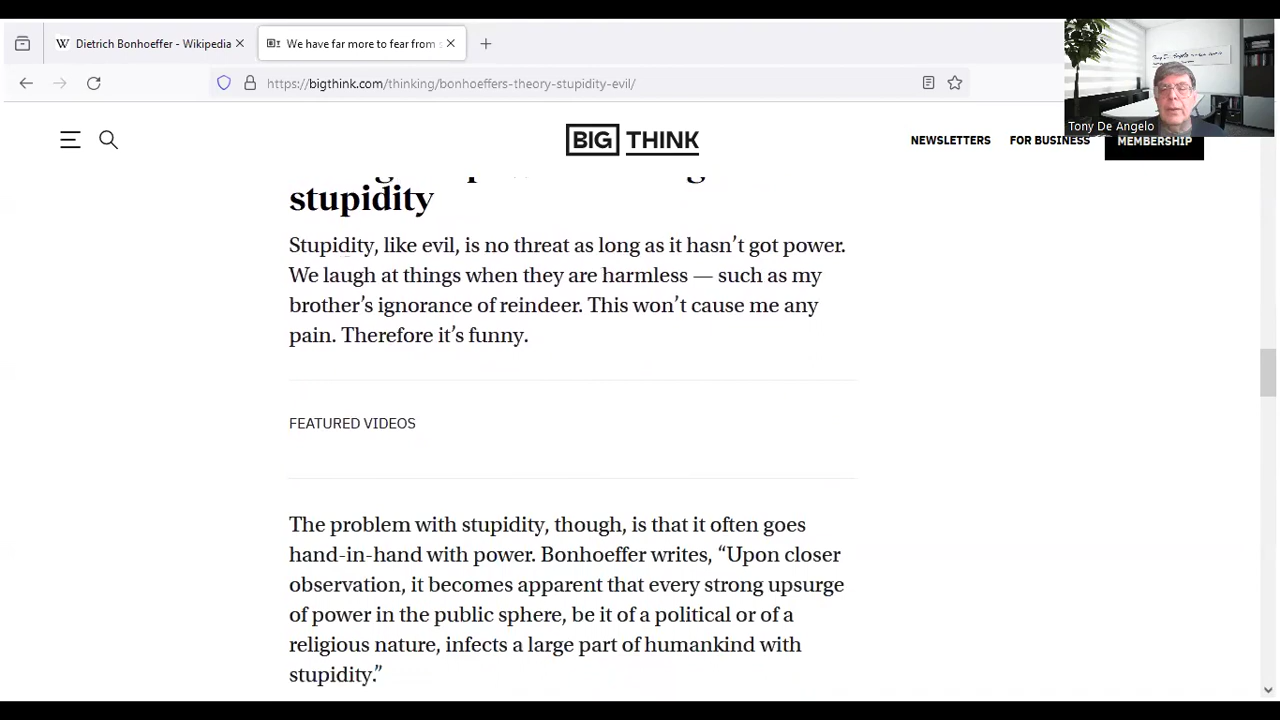 Dietrich Bonhoeffer - Wikipedia
We have far more to fear from
https://bigthink.com/thinking/bonhoeffers-theory-stupidity-evil/
Tony De Angelo
BIG THINK
NEWSLETTERS
FOR BUSINESS
MEMBERSHIP
stupidity
Stupidity, like evil, is no threat as long as it hasn’t got power.
We laugh at things when they are harmless — such as my
brother’s ignorance of reindeer. This won’t cause me any
pain. Therefore it’s funny.
FEATURED VIDEOS
The problem with stupidity, though, is that it often goes
hand-in-hand with power. Bonhoeffer writes, “Upon closer
observation, it becomes apparent that every strong upsurge
of power in the public sphere, be it of a political or of a
religious nature, infects a large part of humankind with
stupidity.”